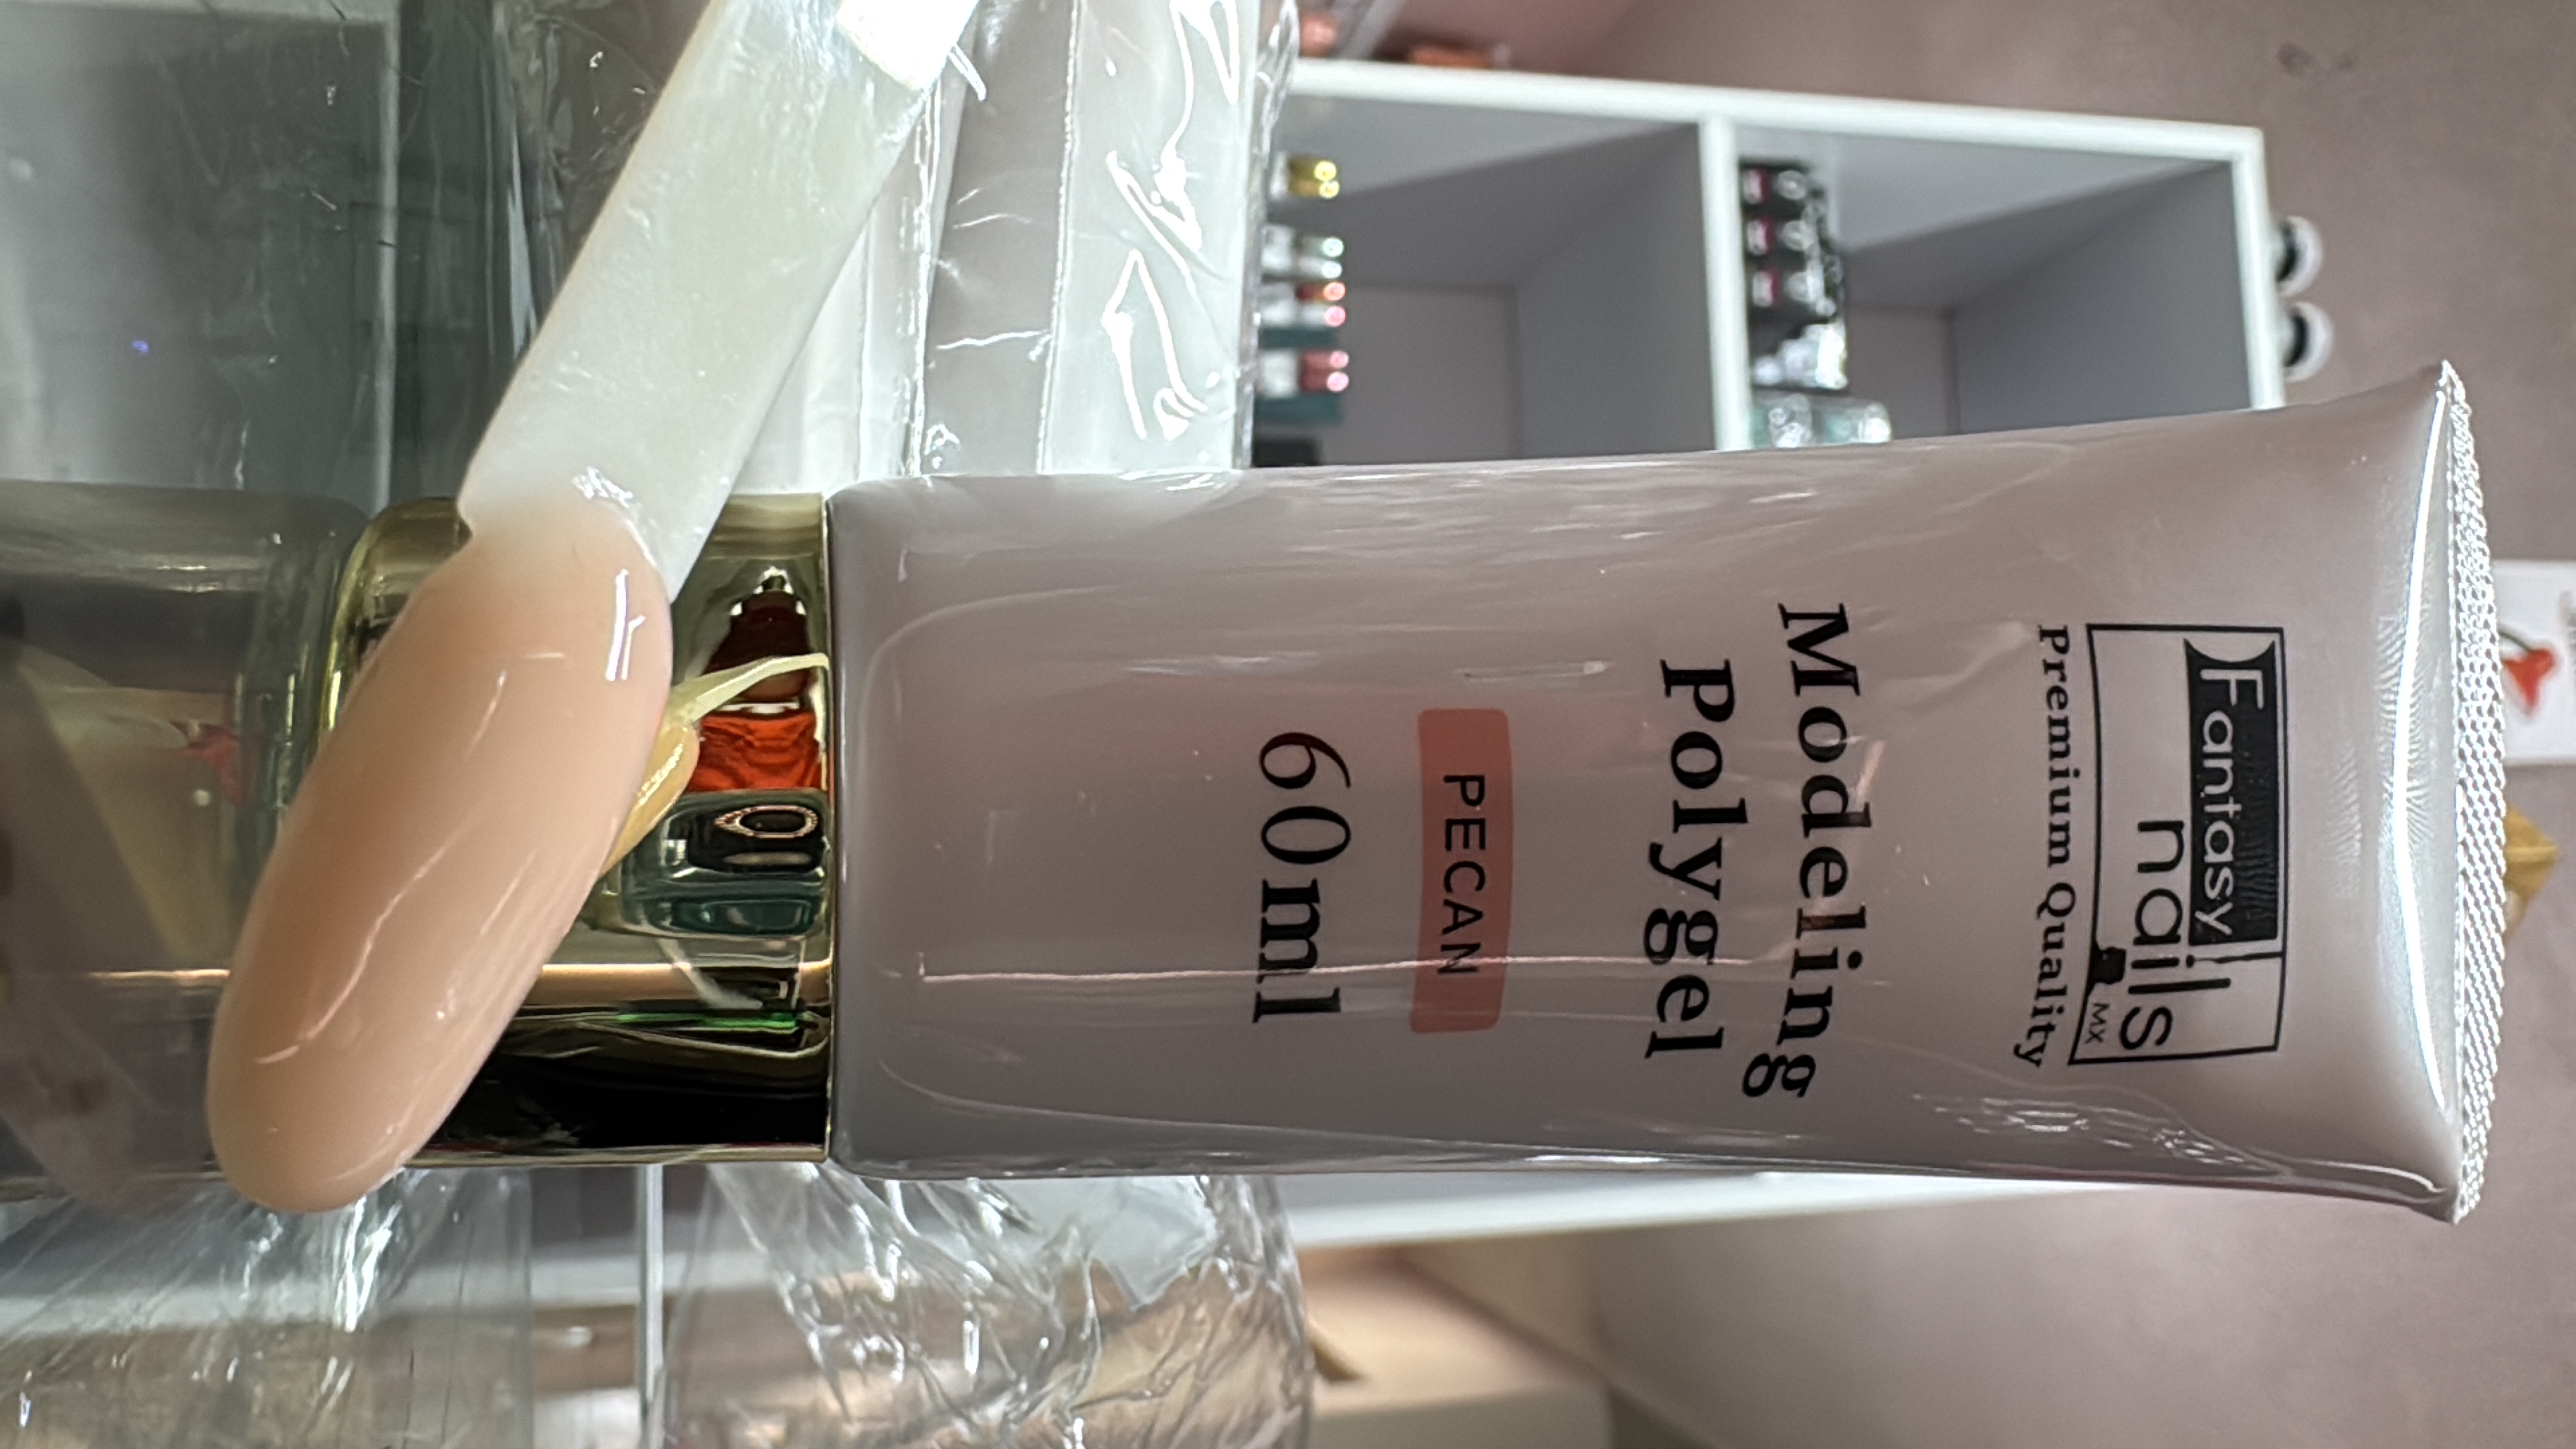 Fantasy
nails
MX
Premium Quality
Modeling
Polygel
PECAN
60ml